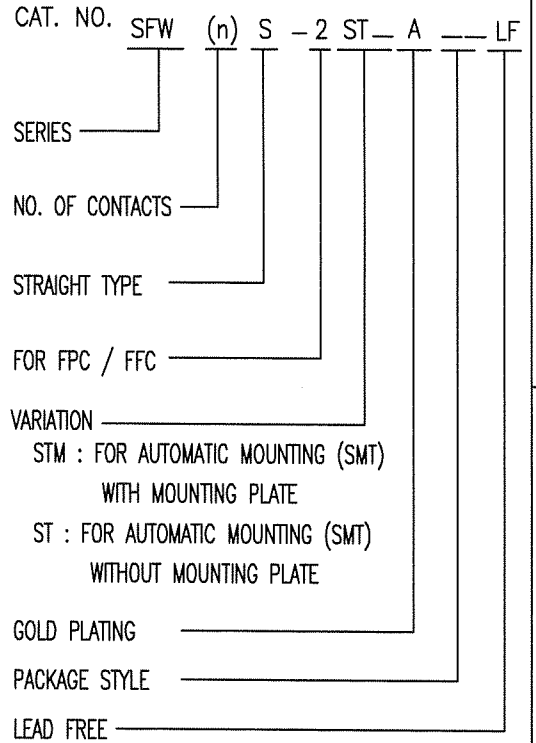 CAT. NO. SFW (n) S - 2 ST_ A __ LF
SERIES
NO. OF CONTACTS
STRAIGHT TYPE
FOR FPC / FFC
VARIATION
STM : FOR AUTOMATIC MOUNTING (SMT)
WITH MOUNTING PLATE
ST : FOR AUTOMATIC MOUNTING (SMT)
WITHOUT MOUNTING PLATE
GOLD PLATING
PACKAGE STYLE
LEAD FREE